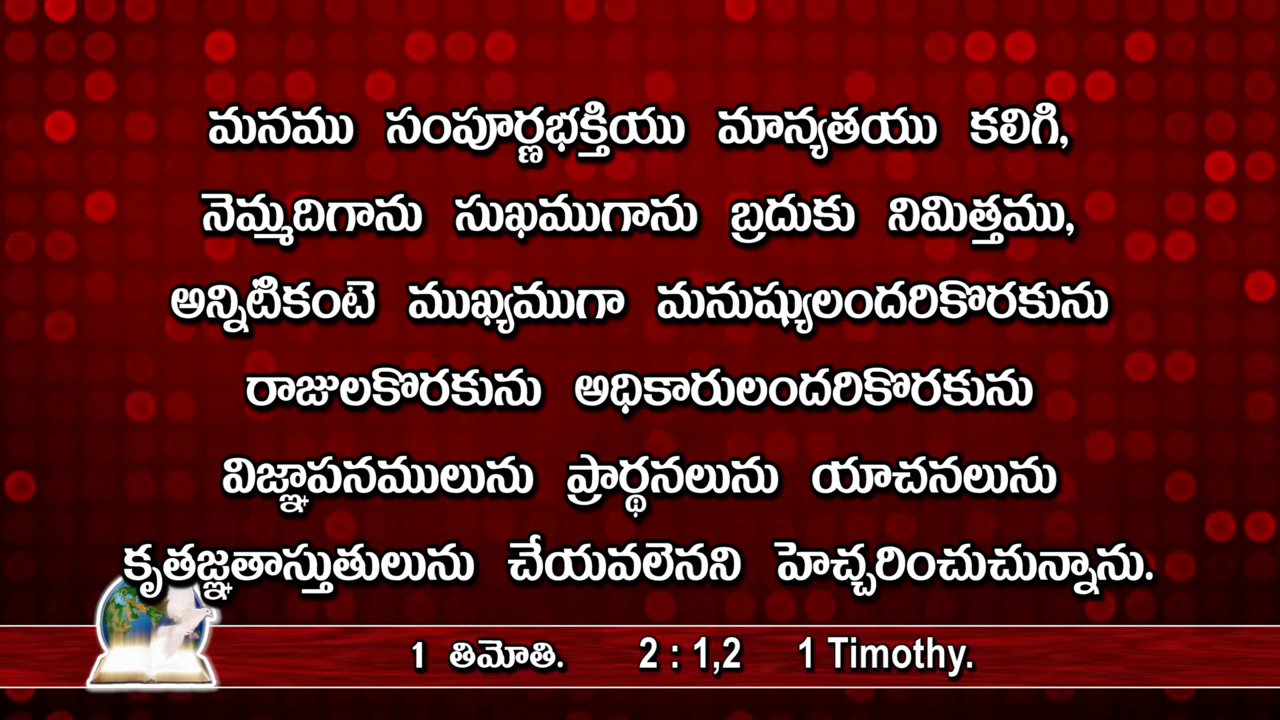 మనము సంపూర్ణభక్తియు మాన్యతయు కలిగి,
నెమ్మదిగాను సుఖముగాను బ్రదుకు నిమిత్తము,
అన్నిటికంటె ముఖ్యముగా మనుష్యులందరికొరకును
రాజులకొరకును అధికారులందరికొరకును
విజ్ఞాపనములును ప్రార్థనలును యాచనలును
కృతజ్ఞతాస్తుతులును చేయవలెనని హెచ్చరించుచున్నాను.
1 తిమోతి. 2 : 1,2 1 Timothy.